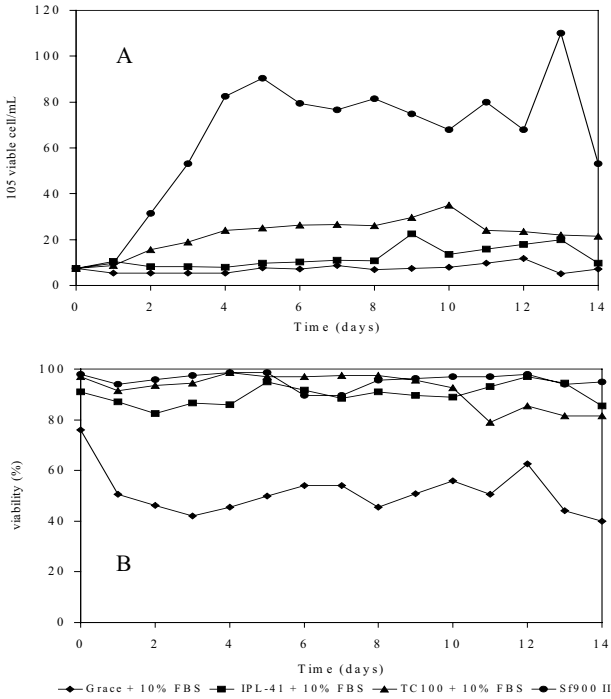 120
100
80
60
40
20
0
A
105 viable cell/mL
0 2 4 6 8 10 12 14
Time (days)
100
80
60
40
20
0
B
viability (%)
0 2 4 6 8 10 12 14
Time (days)
Grace + 10% FBS IPL-41 + 10% FBS TC100 + 10% FBS Sf900 II